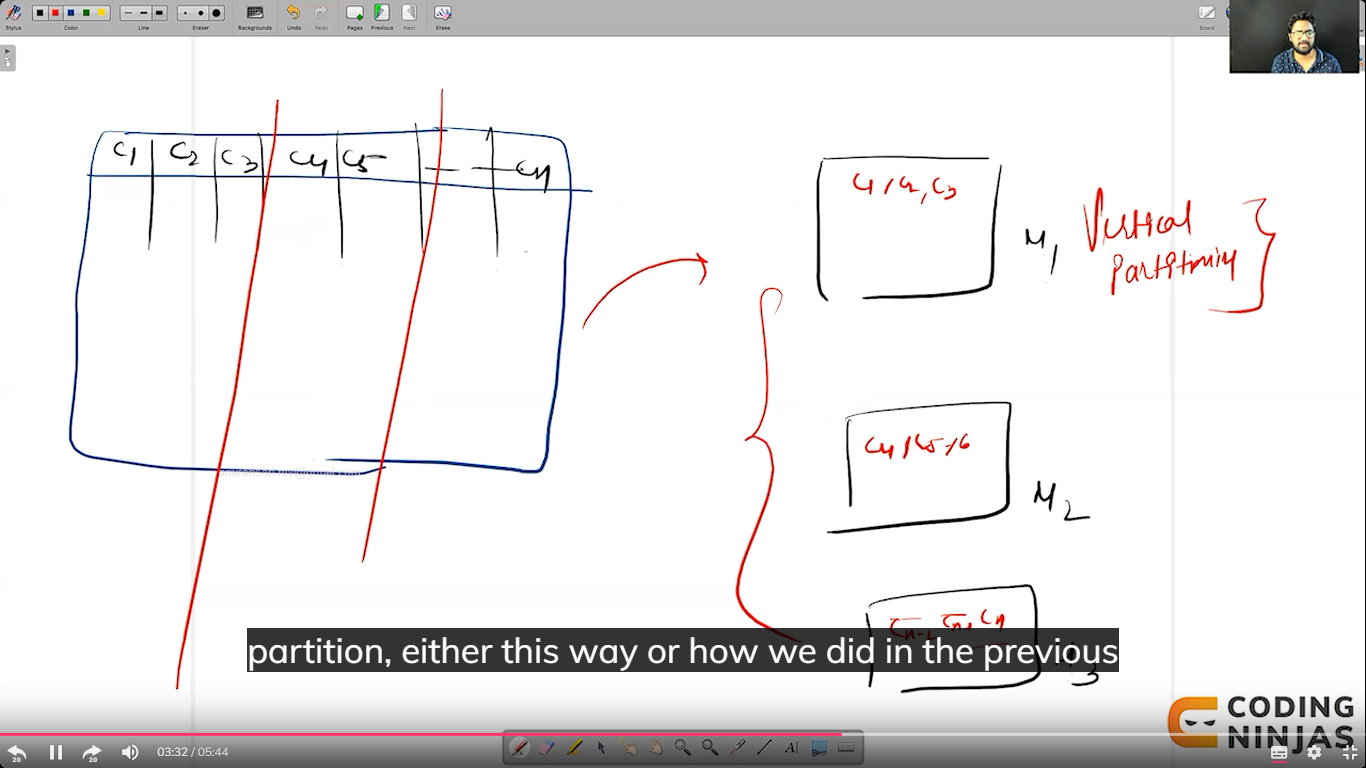 Stylus Color Line Eraser Backgrounds Undo Redo Pages Previous Next Erase Board
C1 C2 C3 C4 C5 — — Cn
C1, C2, C3
M1
Vertical
Partitioning
C4, C5, C6
M2
Cn-2 Cn-1 Cn
M3
partition, either this way or how we did in the previous
CODING
NINJAS
20 20 03:32 / 05:44